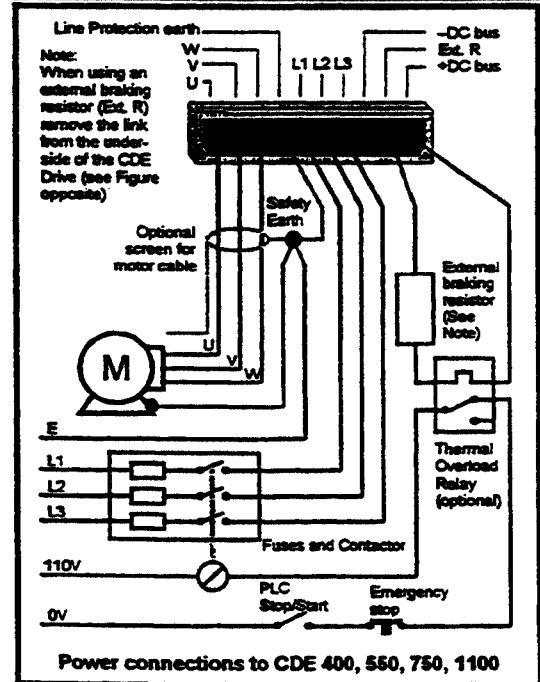 Line Protection earth
W
V
U
L1 L2 L3
–DC bus
Ext. R
+DC bus
Note:
When using an
external braking
resistor (Ext. R)
remove the link
from the under-
side of the CDE
Drive (see Figure
opposite)
Optional
screen for
motor cable
Safety
Earth
External
braking
resistor
(See
Note)
U
V
W
M
E
L1
L2
L3
Thermal
Overload
Relay
(optional)
Fuses and Contactor
110V
PLC
Stop/Start
Emergency
stop
0V
Power connections to CDE 400, 550, 750, 1100